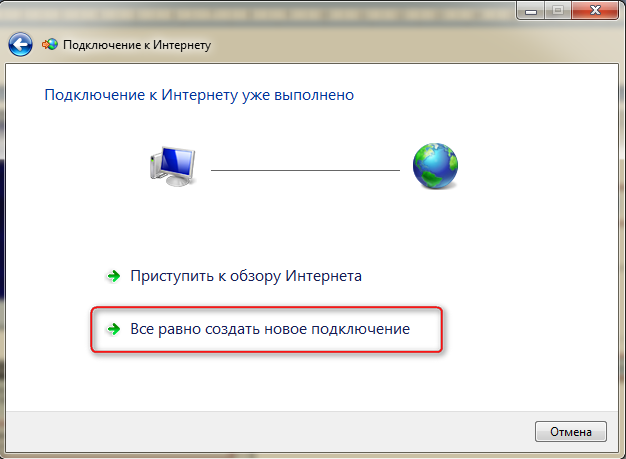 Подключение к Интернету
Подключение к Интернету уже выполнено
Приступить к обзору Интернета
Все равно создать новое подключение
Отмена